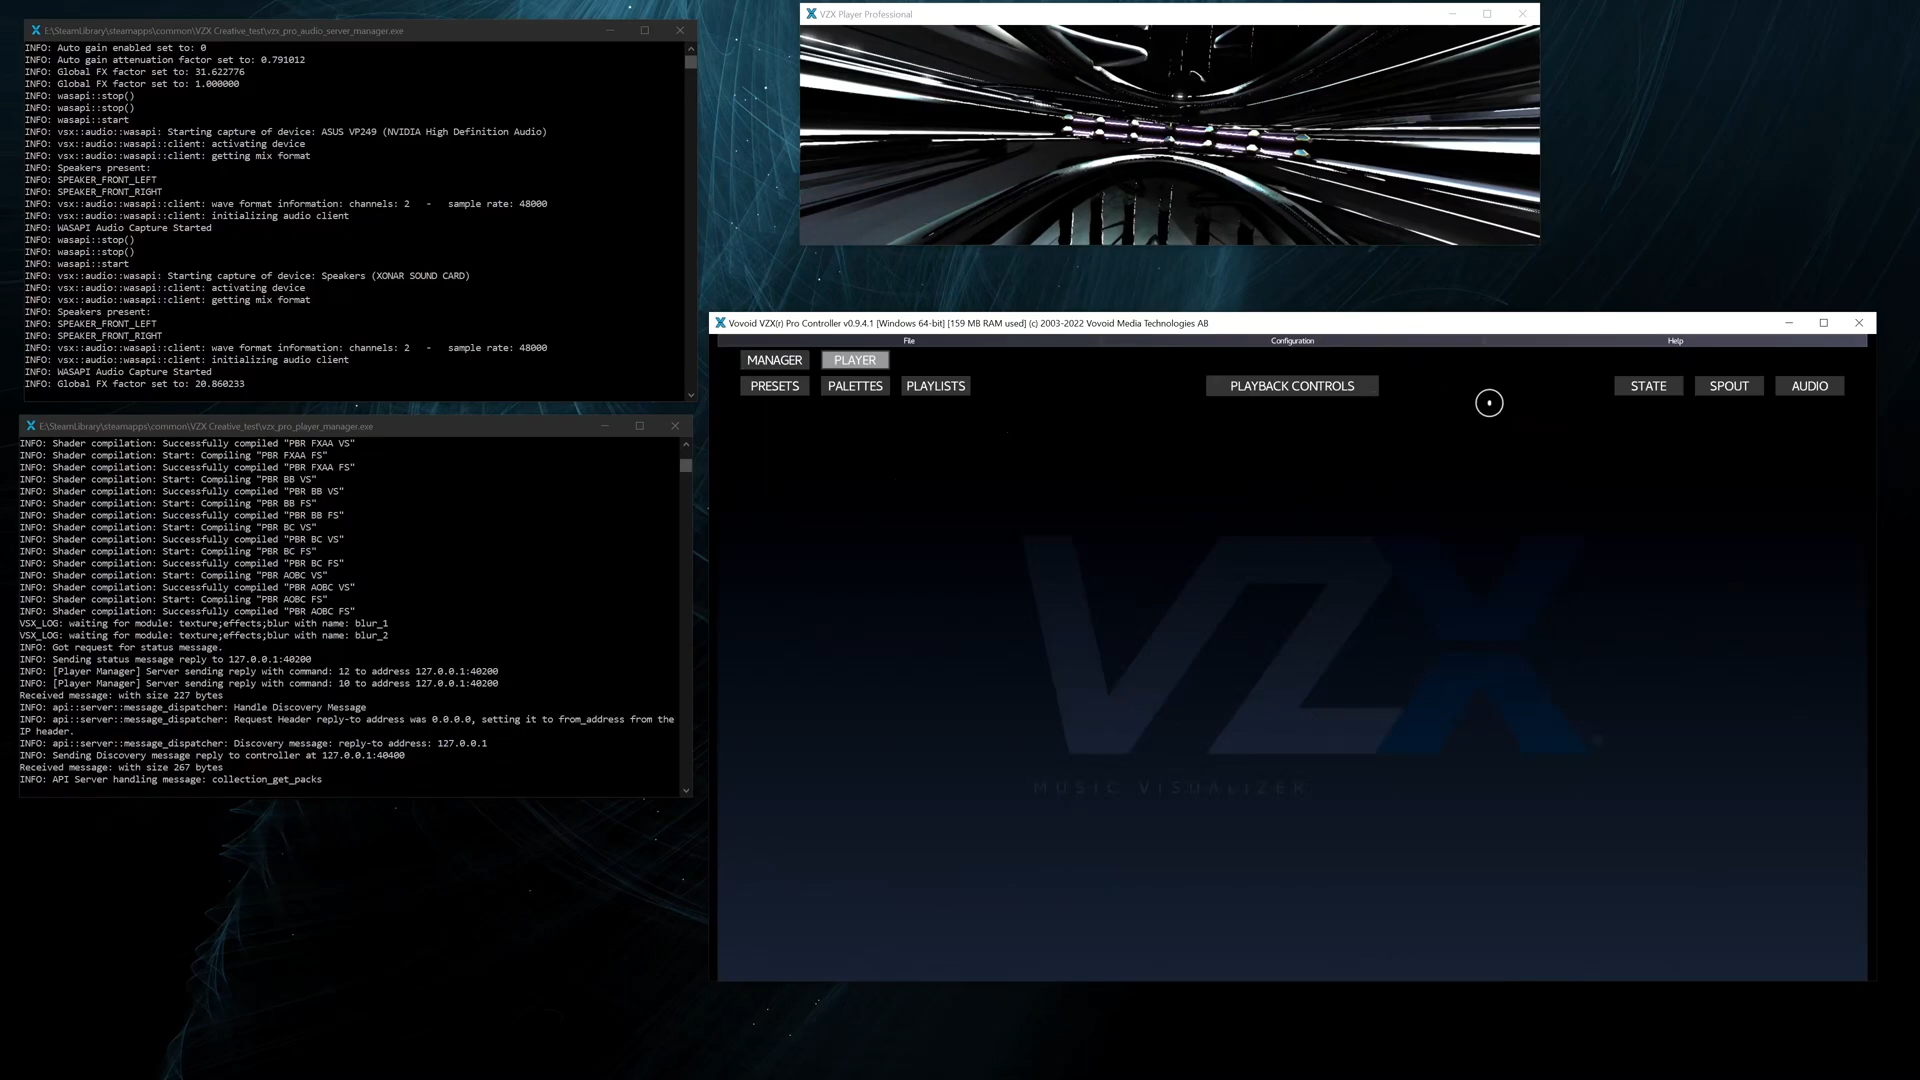 E:\SteamLibrary\steamapps\common\VZX Creative_test\vzx_pro_audio_server_manager.exe
INFO: Auto gain enabled set to: 0
INFO: Auto gain attenuation factor set to: 0.791012
INFO: Global FX factor set to: 31.622776
INFO: Global FX factor set to: 1.000000
INFO: wasapi::stop()
INFO: wasapi::stop()
INFO: wasapi::start
INFO: vsx::audio::wasapi: Starting capture of device: ASUS VP249 (NVIDIA High Definition Audio)
INFO: vsx::audio::wasapi::client: activating device
INFO: vsx::audio::wasapi::client: getting mix format
INFO: Speakers present:
INFO: SPEAKER_FRONT_LEFT
INFO: SPEAKER_FRONT_RIGHT
INFO: vsx::audio::wasapi::client: wave format information: channels: 2   -   sample rate: 48000
INFO: vsx::audio::wasapi::client: initializing audio client
INFO: WASAPI Audio Capture Started
INFO: wasapi::stop()
INFO: wasapi::stop()
INFO: wasapi::start
INFO: vsx::audio::wasapi: Starting capture of device: Speakers (XONAR SOUND CARD)
INFO: vsx::audio::wasapi::client: activating device
INFO: vsx::audio::wasapi::client: getting mix format
INFO: Speakers present:
INFO: SPEAKER_FRONT_LEFT
INFO: SPEAKER_FRONT_RIGHT
INFO: vsx::audio::wasapi::client: wave format information: channels: 2   -   sample rate: 48000
INFO: vsx::audio::wasapi::client: initializing audio client
INFO: WASAPI Audio Capture Started
INFO: Global FX factor set to: 20.860233
E:\SteamLibrary\steamapps\common\VZX Creative_test\vzx_pro_player_manager.exe
INFO: Shader compilation: Successfully compiled "PBR FXAA VS"
INFO: Shader compilation: Start: Compiling "PBR FXAA FS"
INFO: Shader compilation: Successfully compiled "PBR FXAA FS"
INFO: Shader compilation: Start: Compiling "PBR BB VS"
INFO: Shader compilation: Successfully compiled "PBR BB VS"
INFO: Shader compilation: Start: Compiling "PBR BB FS"
INFO: Shader compilation: Successfully compiled "PBR BB FS"
INFO: Shader compilation: Start: Compiling "PBR BC VS"
INFO: Shader compilation: Successfully compiled "PBR BC VS"
INFO: Shader compilation: Start: Compiling "PBR BC FS"
INFO: Shader compilation: Successfully compiled "PBR BC FS"
INFO: Shader compilation: Start: Compiling "PBR AOBC VS"
INFO: Shader compilation: Successfully compiled "PBR AOBC VS"
INFO: Shader compilation: Start: Compiling "PBR AOBC FS"
INFO: Shader compilation: Successfully compiled "PBR AOBC FS"
VSX_LOG: waiting for module: texture;effects;blur with name: blur_1
VSX_LOG: waiting for module: texture;effects;blur with name: blur_2
INFO: Got request for status message.
INFO: Sending status message reply to 127.0.0.1:40200
INFO: [Player Manager] Server sending reply with command: 12 to address 127.0.0.1:40200
INFO: [Player Manager] Server sending reply with command: 10 to address 127.0.0.1:40200
Received message: with size 227 bytes
INFO: api::server::message_dispatcher: Handle Discovery Message
INFO: api::server::message_dispatcher: Request Header reply-to address was 0.0.0.0, setting it to from_address from the
IP header.
INFO: api::server::message_dispatcher: Discovery message: reply-to address: 127.0.0.1
INFO: Sending Discovery message reply to controller at 127.0.0.1:40400
Received message: with size 267 bytes
INFO: API Server handling message: collection_get_packs
VZX Player Professional
Vovoid VZX(r) Pro Controller v0.9.4.1 [Windows 64-bit] [159 MB RAM used] (c) 2003-2022 Vovoid Media Technologies AB
File Configuration Help
MANAGER PLAYER
PRESETS PALETTES PLAYLISTS PLAYBACK CONTROLS STATE SPOUT AUDIO
VZX
MUSIC VISUALIZER